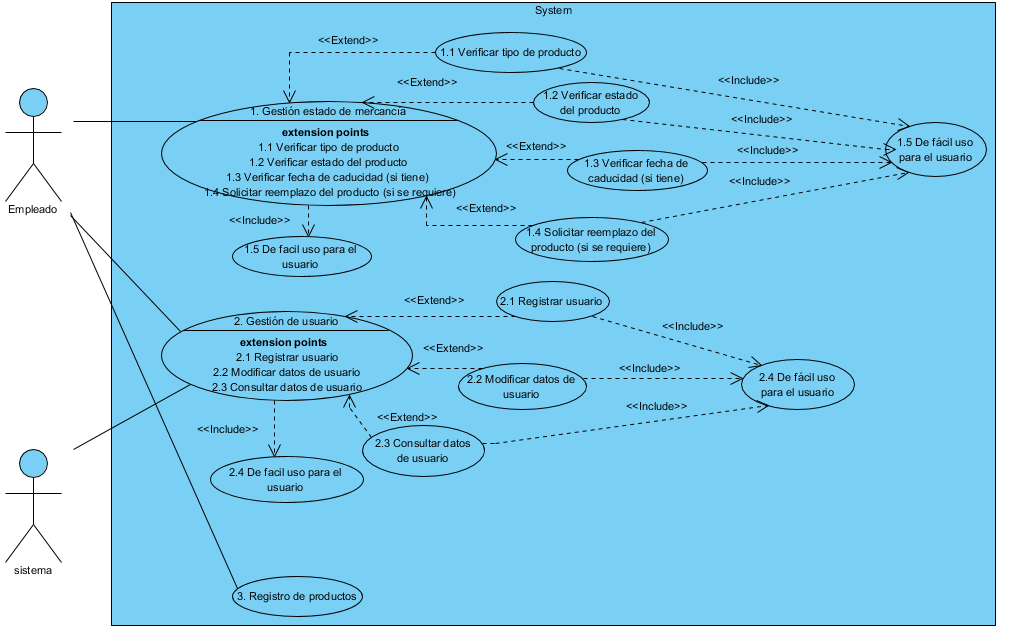 System
<<Extend>>
1.1 Verificar tipo de producto
<<Include>>
<<Extend>>
1.2 Verificar estado
del producto
<<Include>>
1. Gestión estado de mercancía
extension points
1.1 Verificar tipo de producto
1.2 Verificar estado del producto
1.3 Verificar fecha de caducidad (si tiene)
1.4 Solicitar reemplazo del producto (si se requiere)
<<Extend>>
1.3 Verificar fecha de
caducidad (si tiene)
<<Include>>
1.5 De fácil uso
para el usuario
<<Extend>>
1.4 Solicitar reemplazo del
producto (si se requiere)
<<Include>>
Empleado
<<Include>>
1.5 De facil uso para el
usuario
<<Extend>>
2.1 Registrar usuario
<<Include>>
2. Gestión de usuario
extension points
2.1 Registrar usuario
2.2 Modificar datos de usuario
2.3 Consultar datos de usuario
<<Extend>>
2.2 Modificar datos de
usuario
<<Include>>
2.4 De fácil uso
para el usuario
<<Extend>>
2.3 Consultar datos
de usuario
<<Include>>
<<Include>>
2.4 De facil uso para el
usuario
sistema
3. Registro de productos